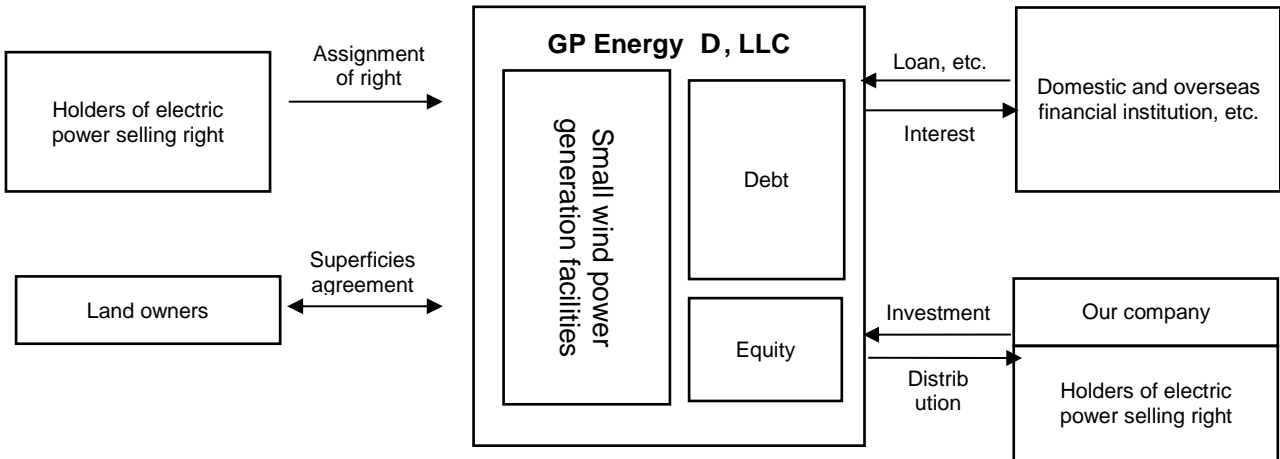 GP Energy D, LLC
Assignment
of right
Holders of electric
power selling right
Superficies
agreement
Land owners
Small wind power
generation facilities
Debt
Equity
Loan, etc.
Interest
Domestic and overseas
financial institution, etc.
Investment
Distrib
ution
Our company
Holders of electric
power selling right